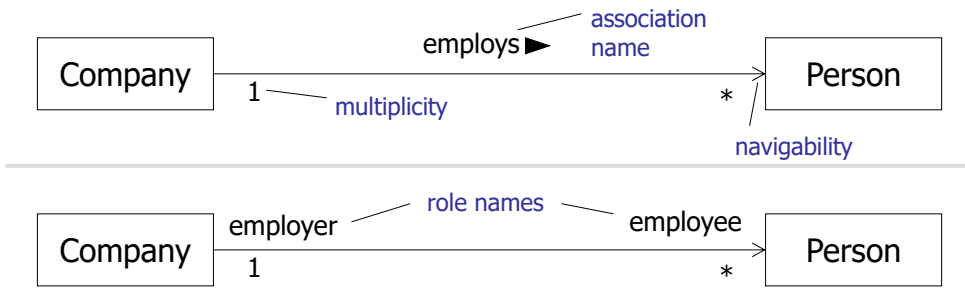 association
name
employs
Company
Person
1
multiplicity
*
navigability
role names
employer
employee
Company
Person
1
*